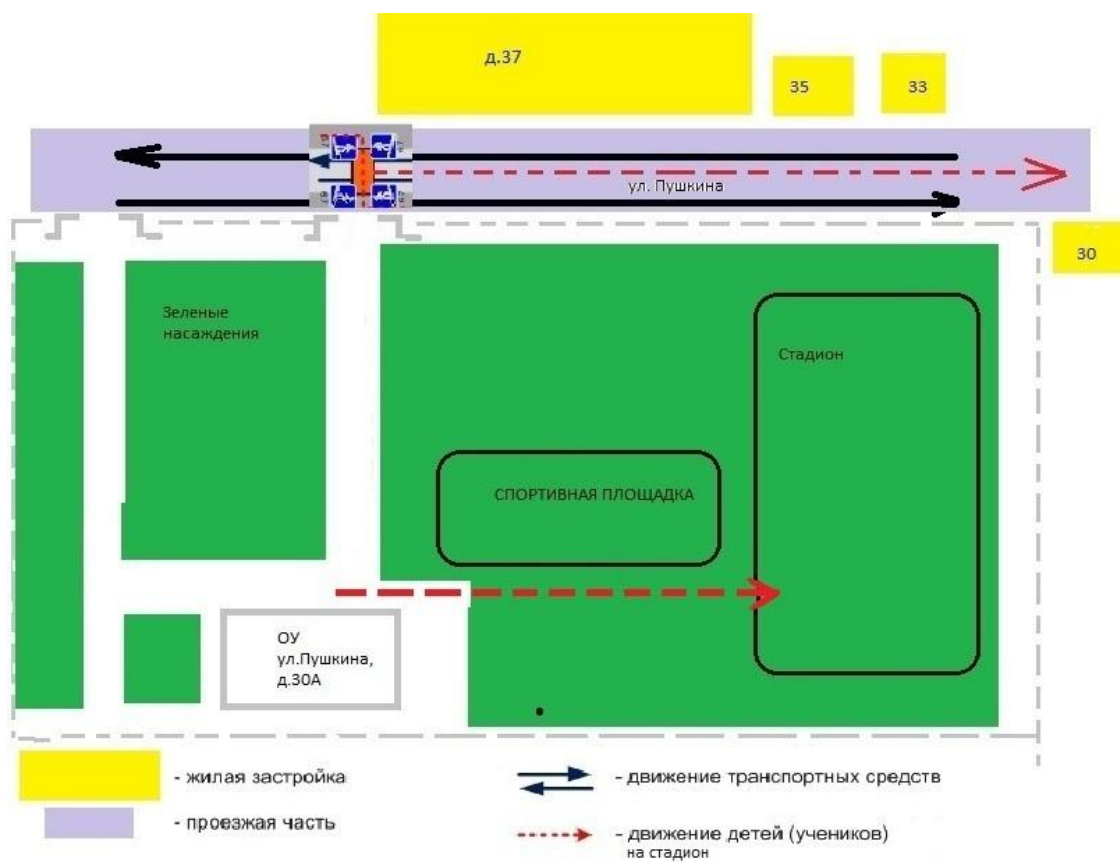 д.37
35
33
ул. Пушкина
30
Зеленые
насаждения
Стадион
СПОРТИВНАЯ ПЛОЩАДКА
ОУ
ул.Пушкина,
д.30А
- жилая застройка
- проезжая часть
- движение транспортных средств
- движение детей (учеников)
на стадион